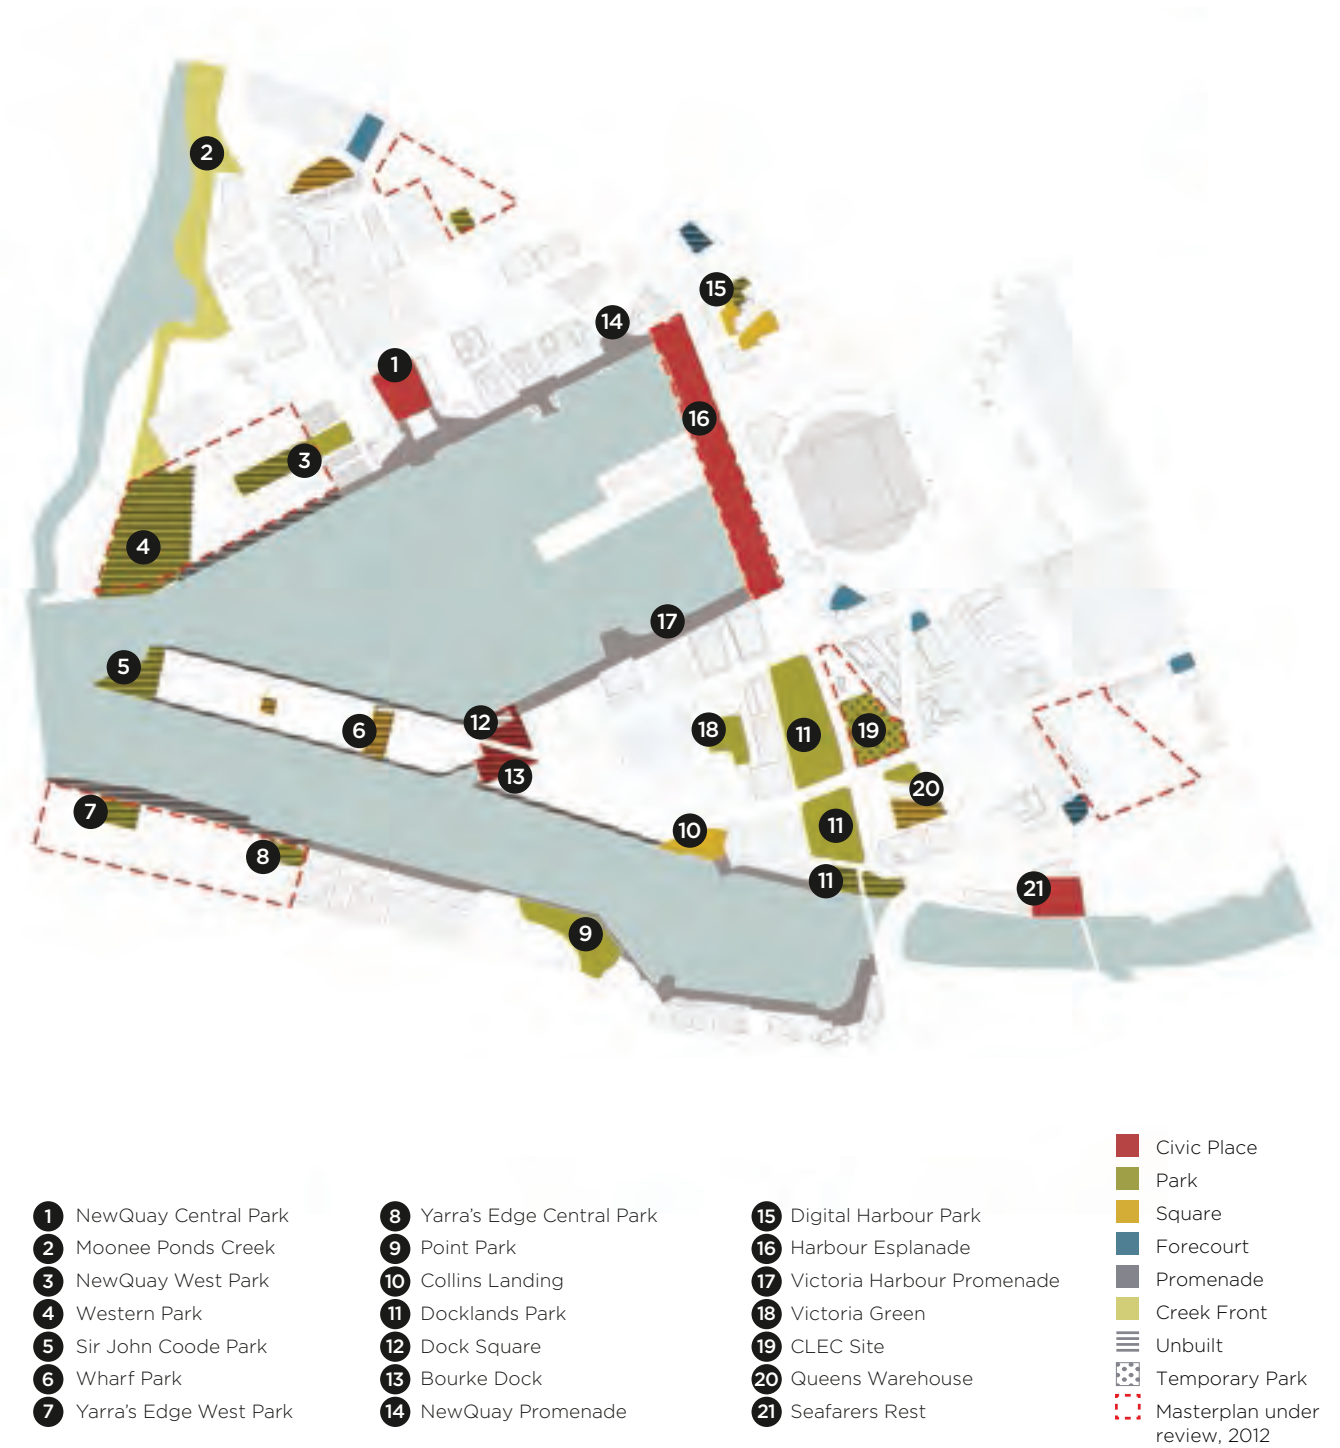 2
15
14
1
16
3
4
17
5
12
6
18
11
19
13
20
7
10
11
8
11
21
9
1 NewQuay Central Park
2 Moonee Ponds Creek
3 NewQuay West Park
4 Western Park
5 Sir John Coode Park
6 Wharf Park
7 Yarra's Edge West Park
8 Yarra's Edge Central Park
9 Point Park
10 Collins Landing
11 Docklands Park
12 Dock Square
13 Bourke Dock
14 NewQuay Promenade
15 Digital Harbour Park
16 Harbour Esplanade
17 Victoria Harbour Promenade
18 Victoria Green
19 CLEC Site
20 Queens Warehouse
21 Seafarers Rest
Civic Place
Park
Square
Forecourt
Promenade
Creek Front
Unbuilt
Temporary Park
Masterplan under
review, 2012